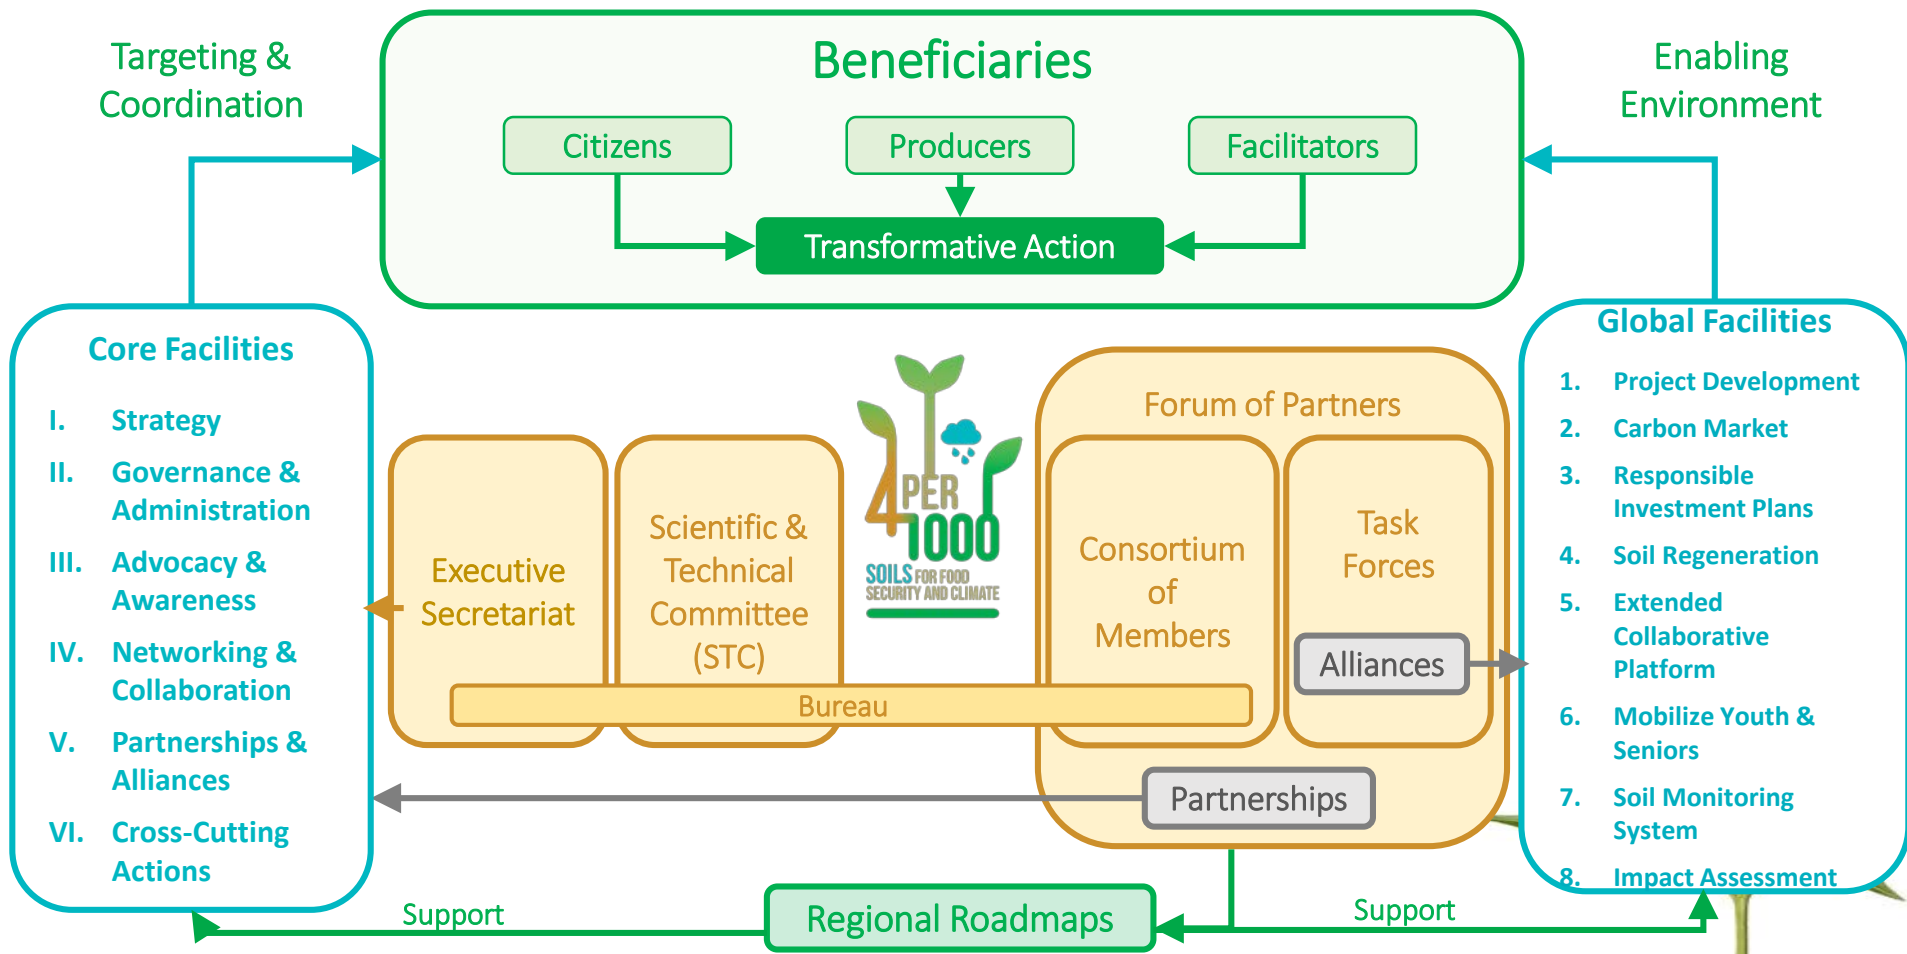 Targeting &
Coordination
Beneficiaries
Enabling
Environment
Citizens
Producers
Facilitators
Transformative Action
Core Facilities
I. Strategy
II. Governance &
Administration
III. Advocacy &
Awareness
IV. Networking &
Collaboration
V. Partnerships &
Alliances
VI. Cross-Cutting
Actions
Executive
Secretariat
Scientific &
Technical
Committee
(STC)
4 PER
1000
SOILS FOR FOOD
SECURITY AND CLIMATE
Forum of Partners
Consortium
of
Members
Task
Forces
Alliances
Bureau
Partnerships
Global Facilities
1. Project Development
2. Carbon Market
3. Responsible
Investment Plans
4. Soil Regeneration
5. Extended
Collaborative
Platform
6. Mobilize Youth &
Seniors
7. Soil Monitoring
System
8. Impact Assessment
Support
Regional Roadmaps
Support